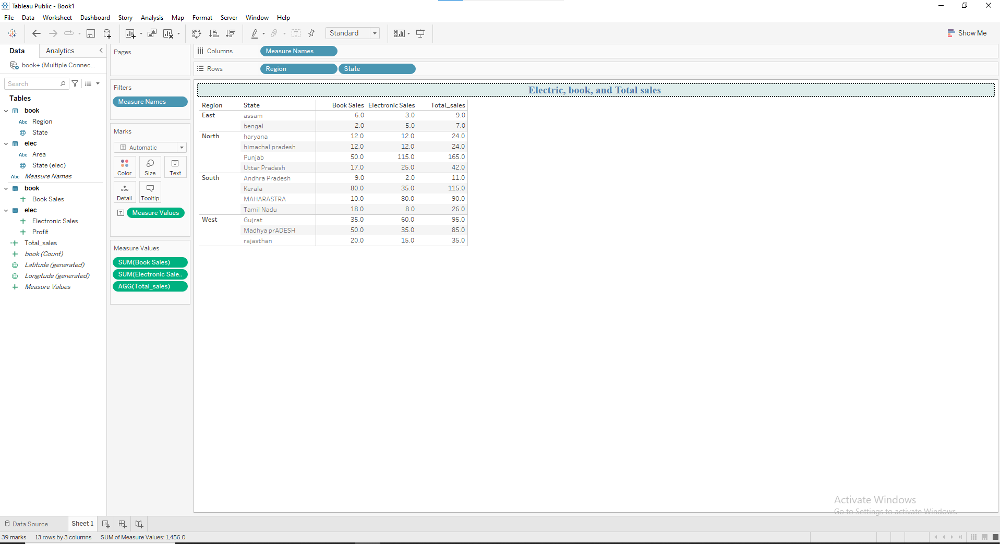 Tableau Public - Book1
File Data Worksheet Dashboard Story Analysis Map Format Server Window Help
Standard
Show Me
Data Analytics
Pages
Columns Measure Names
book+ (Multiple Connec...
Rows Region State
Search
Filters
Measure Names
Electric, book, and Total sales
Tables
book
Abc Region
State
elec
Abc Area
State (elec)
Abc Measure Names
book
Book Sales
elec
Electronic Sales
Profit
Total_sales
book (Count)
Latitude (generated)
Longitude (generated)
Measure Values
Marks
Automatic
Color Size Text
Detail Tooltip
Measure Values
Measure Values
SUM(Book Sales)
SUM(Electronic Sale..
AGG(Total_sales)
Region State Book Sales Electronic Sales Total_sales
East assam 6.0 3.0 9.0
bengal 2.0 5.0 7.0
North haryana 12.0 12.0 24.0
himachal pradesh 12.0 12.0 24.0
Punjab 50.0 115.0 165.0
Uttar Pradesh 17.0 25.0 42.0
South Andhra Pradesh 9.0 2.0 11.0
Kerala 80.0 35.0 115.0
MAHARASTRA 10.0 80.0 90.0
Tamil Nadu 18.0 8.0 26.0
West Gujrat 35.0 60.0 95.0
Madhya prADESH 50.0 35.0 85.0
rajasthan 20.0 15.0 35.0
Activate Windows
Go to Settings to activate Windows.
Data Source Sheet 1
39 marks 13 rows by 3 columns SUM of Measure Values: 1,456.0